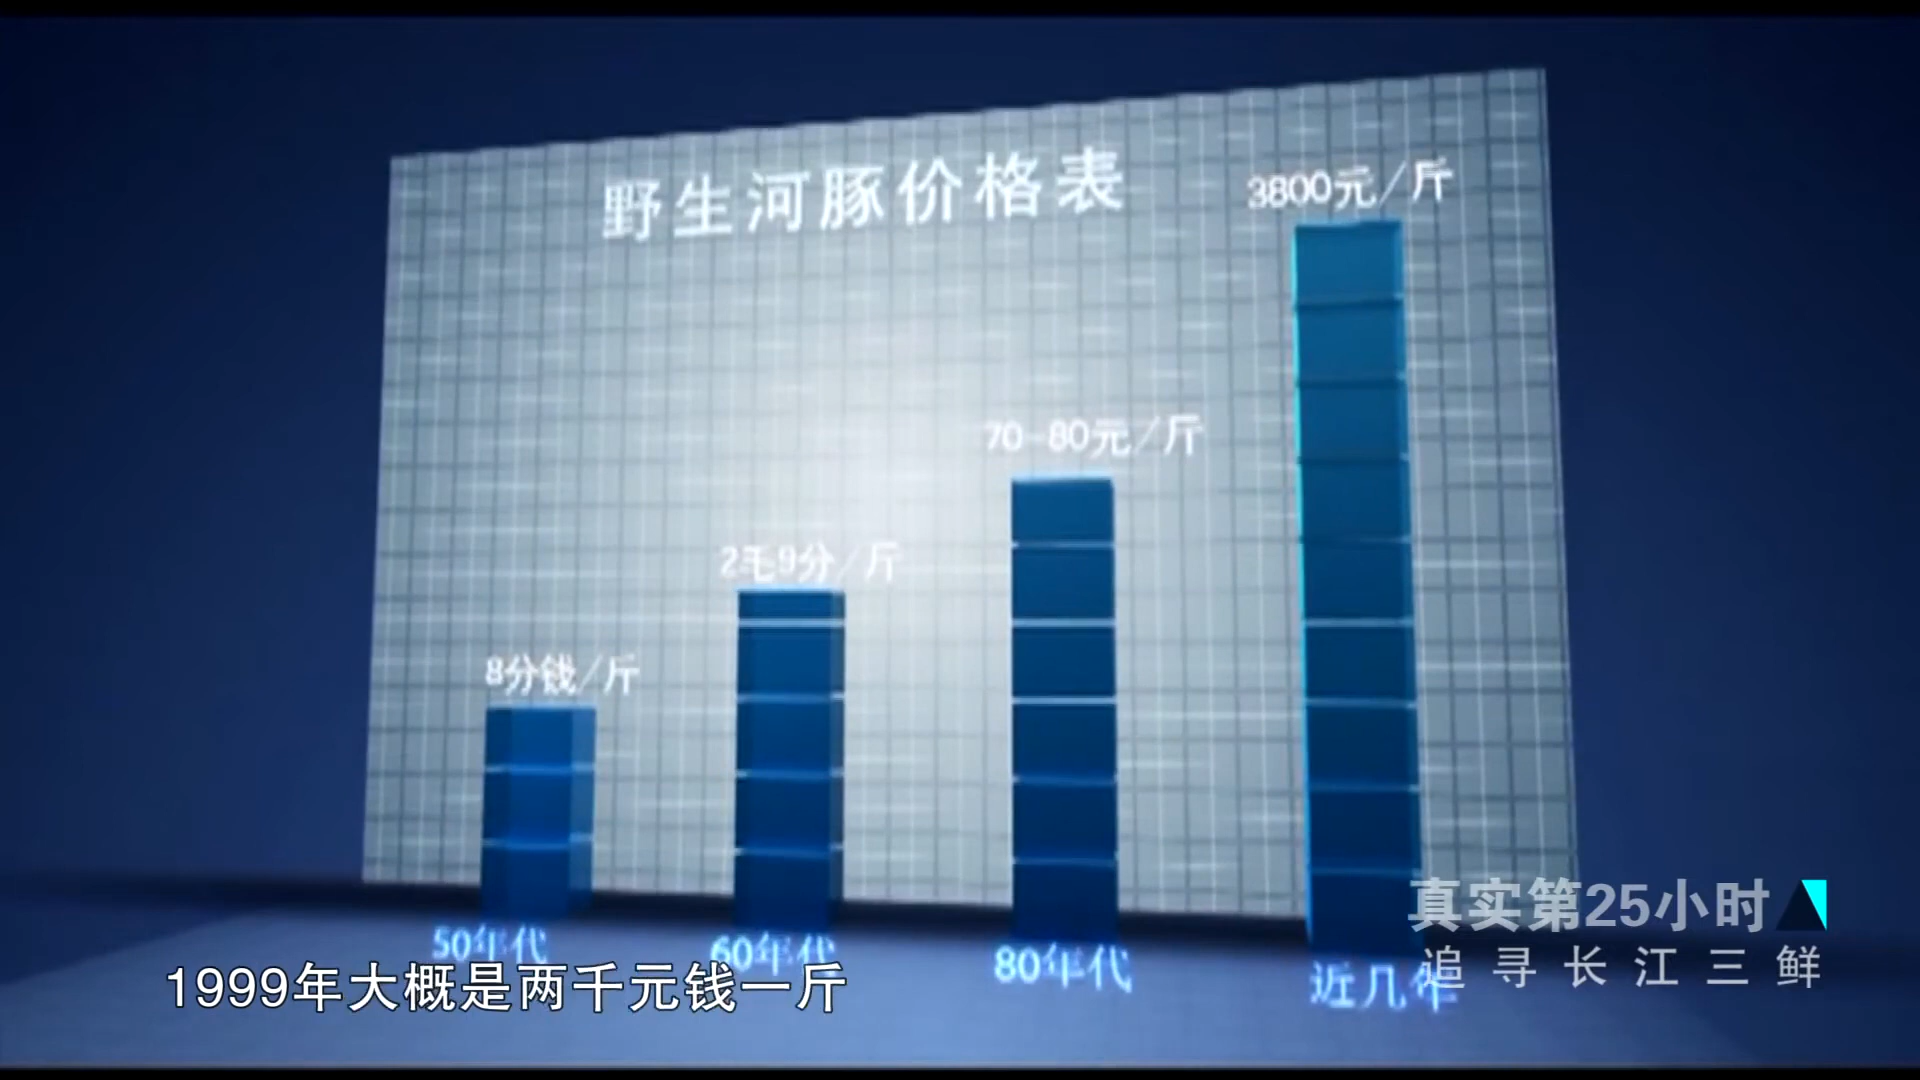 野生河豚价格表
3800元/斤
70-80元/斤
2毛9分/斤
8分钱/斤
50年代
60年代
80年代
近几年
真实第25小时
追寻长江三鲜
1999年大概是两千元钱一斤